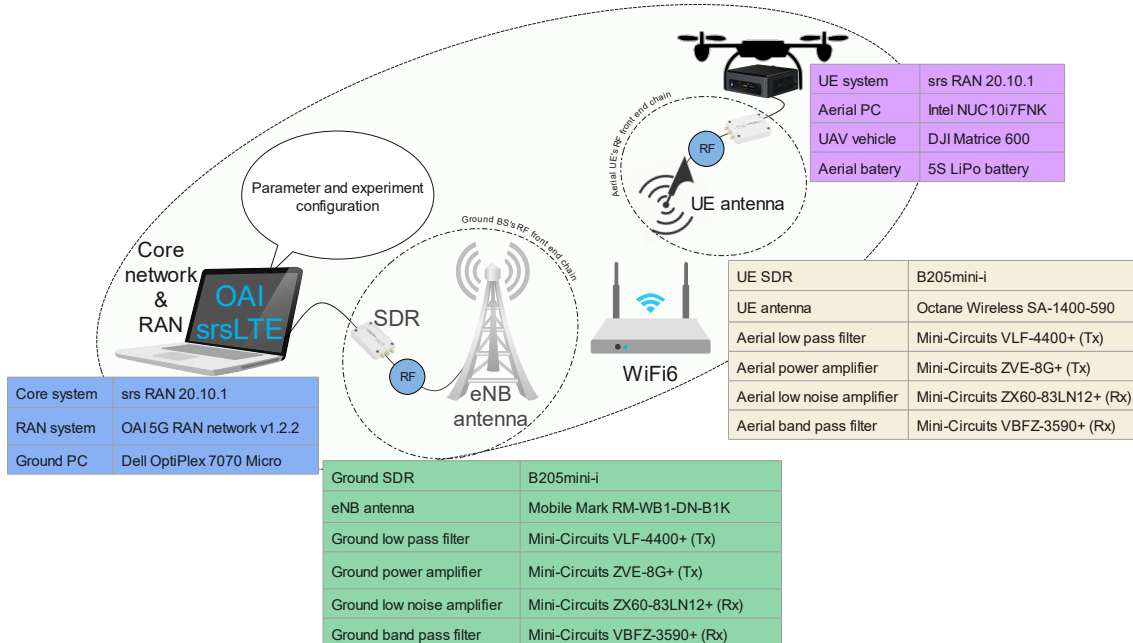 UE system srs RAN 20.10.1
Aerial PC Intel NUC10i7FNK
UAV vehicle DJI Matrice 600
Aerial batery 5S LiPo battery
Aerial UE's RF front end chain
RF
UE antenna
Parameter and experiment
configuration
Ground BS's RF front end chain
Core
network
&
RAN
OAI
srsLTE
SDR
RF
eNB
antenna
WiFi6
UE SDR B205mini-i
UE antenna Octane Wireless SA-1400-590
Aerial low pass filter Mini-Circuits VLF-4400+ (Tx)
Aerial power amplifier Mini-Circuits ZVE-8G+ (Tx)
Aerial low noise amplifier Mini-Circuits ZX60-83LN12+ (Rx)
Aerial band pass filter Mini-Circuits VBFZ-3590+ (Rx)
Core system srs RAN 20.10.1
RAN system OAI 5G RAN network v1.2.2
Ground PC Dell OptiPlex 7070 Micro
Ground SDR B205mini-i
eNB antenna Mobile Mark RM-WB1-DN-B1K
Ground low pass filter Mini-Circuits VLF-4400+ (Tx)
Ground power amplifier Mini-Circuits ZVE-8G+ (Tx)
Ground low noise amplifier Mini-Circuits ZX60-83LN12+ (Rx)
Ground band pass filter Mini-Circuits VBFZ-3590+ (Rx)